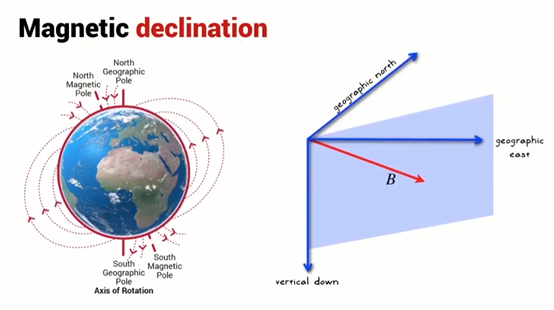 Magnetic declination
North
Geographic
Pole
North
Magnetic
Pole
South
Geographic
Pole
South
Magnetic
Pole
Axis of Rotation
geographic north
geographic
east
B
vertical down